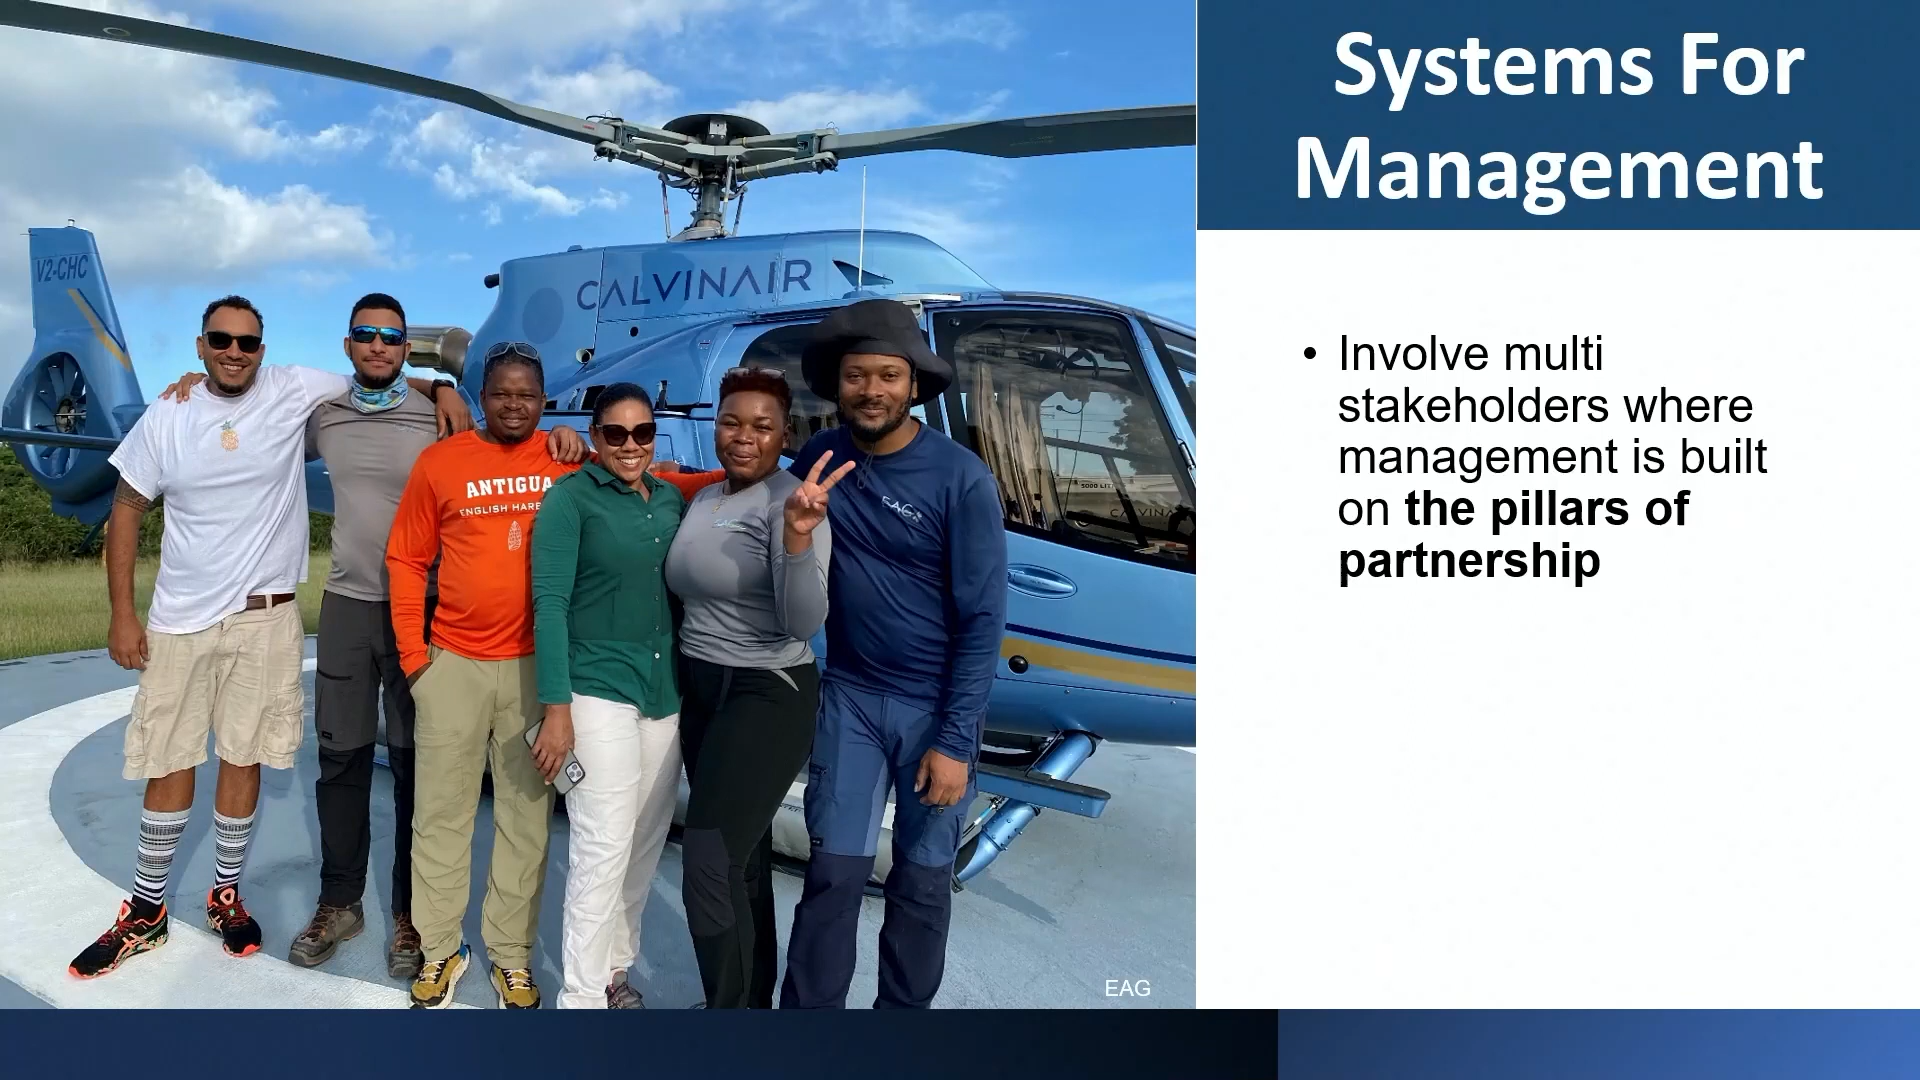 Systems For
Management
• Involve multi
stakeholders where
management is built
on the pillars of
partnership
V2-CHC
CALVINAIR
ANTIGUA
ENGLISH HARB
EAG
EAG